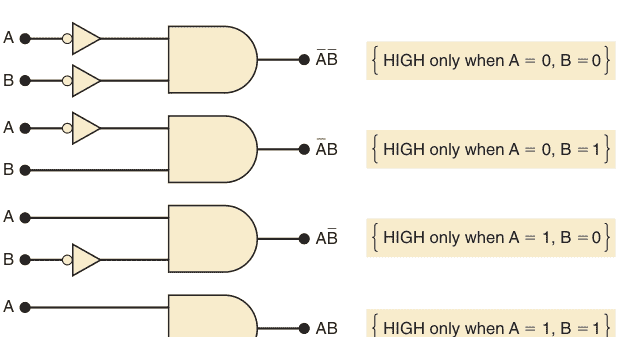 A
B
A̅B̅
{ HIGH only when A = 0, B = 0 }
A
B
A̅B
{ HIGH only when A = 0, B = 1 }
A
B
AB̅
{ HIGH only when A = 1, B = 0 }
A
AB
{ HIGH only when A = 1, B = 1 }